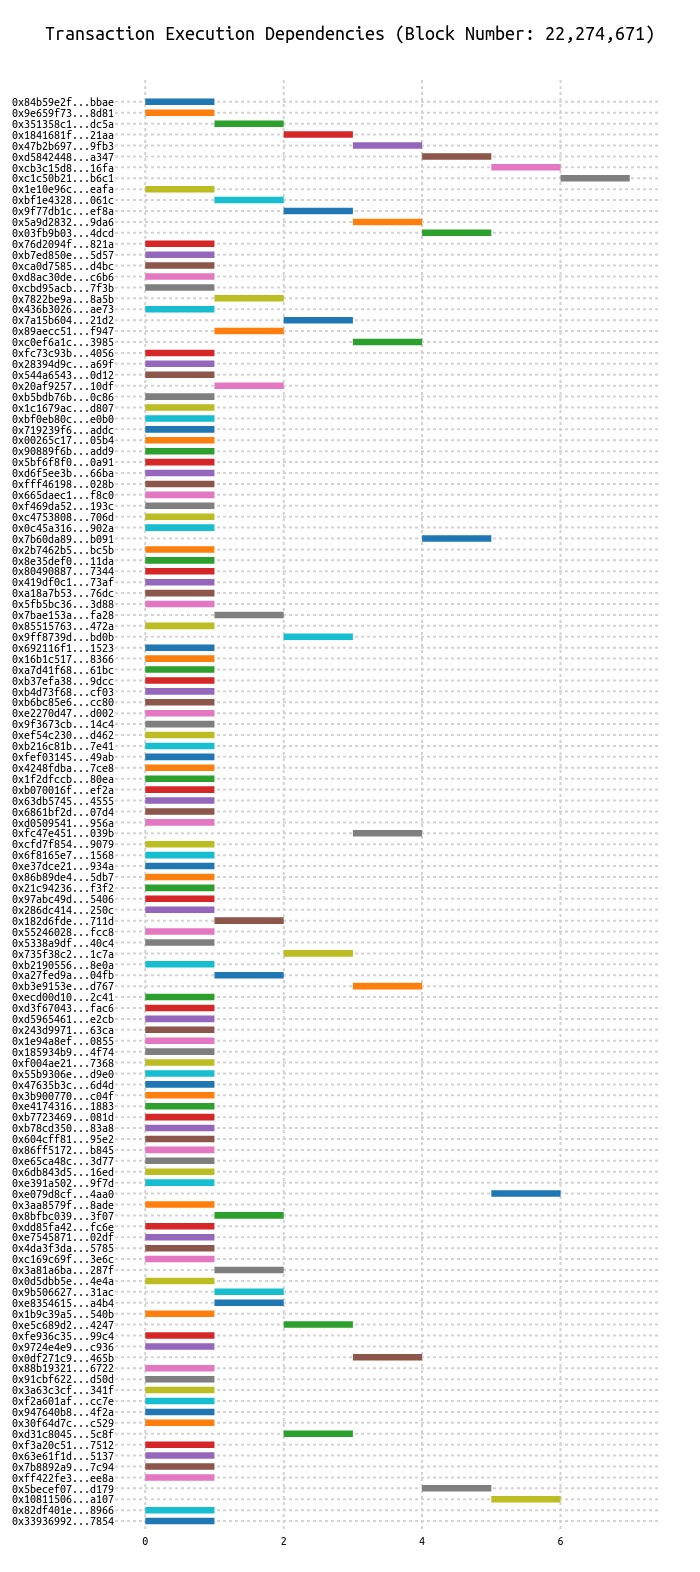 Transaction Execution Dependencies (Block Number: 22,274,671)
0x84b59e2f...bbae
0x9e659f73...8d81
0x351358c1...dc5a
0x1841681f...21aa
0x47b2b697...9fb3
0xd5842448...a347
0xcb3c15d8...16fa
0xc1c50b21...b6c1
0x1e10e96c...eafa
0xbf1e4328...061c
0x9f77db1c...ef8a
0x5a9d2832...9da6
0x03fb9b03...4dcd
0x76d2094f...821a
0xb7ed850e...5d57
0xca0d7585...d4bc
0xd8ac30de...c6b6
0xcbd95acb...7f3b
0x7822be9a...8a5b
0x436b3026...ae73
0x7a15b604...21d2
0x89aecc51...f947
0xc0ef6a1c...3985
0xfc73c93b...4056
0x28394d9c...a69f
0x544a6543...0d12
0x20af9257...10df
0xb5bdb76b...0c86
0x1c1679ac...d807
0xbf0eb80c...e0b0
0x719239f6...addc
0x00265c17...05b4
0x90889f6b...add9
0x5bf6f8f0...0a91
0xd6f5ee3b...66ba
0xfff46198...028b
0x665daec1...f8c0
0xf469da52...193c
0xc4753808...706d
0x0c45a316...902a
0x7b60da89...b091
0x2b7462b5...bc5b
0x8e35def0...11da
0x80490887...7344
0x419df0c1...73af
0xa18a7b53...76dc
0x5fb5bc36...3d88
0x7bae153a...fa28
0x85515763...472a
0x9ff8739d...bd0b
0x692116f1...1523
0x16b1c517...8366
0xa7d41f68...61bc
0xb37efa38...9dcc
0xb4d73f68...cf03
0xb6bc85e6...cc80
0xe2270d47...d002
0x9f3673cb...14c4
0xef54c230...d462
0xb216c81b...7e41
0xfef03145...49ab
0x4248fdba...7ce8
0x1f2dfccb...80ea
0xb070016f...ef2a
0x63db5745...4555
0x6861bf2d...07d4
0xd0509541...956a
0xfc47e451...039b
0xcfd7f854...9079
0x6f8165e7...1568
0xe37dce21...934a
0x86b89de4...5db7
0x21c94236...f3f2
0x97abc49d...5406
0x286dc414...250c
0x182d6fde...711d
0x55246028...fcc8
0x5338a9df...40c4
0x735f38c2...1c7a
0xb2190556...8e0a
0xa27fed9a...04fb
0xb3e9153e...d767
0xecd00d10...2c41
0xd3f67043...fac6
0xd5965461...e2cb
0x243d9971...63ca
0x1e94a8ef...0855
0x185934b9...4f74
0xf004ae21...7368
0x55b9306e...d9e0
0x47635b3c...6d4d
0x3b900770...c04f
0xe4174316...1883
0xb7723469...081d
0xb78cd350...83a8
0x604cff81...95e2
0x86ff5172...b845
0xe65ca48c...3d77
0x6db843d5...16ed
0xe391a502...9f7d
0xe079d8cf...4aa0
0x3aa8579f...8ade
0x8bfbc039...3f07
0xdd85fa42...fc6e
0xe7545871...02df
0x4da3f3da...5785
0xc169c69f...3e6c
0x3a81a6ba...287f
0x0d5dbb5e...4e4a
0x9b506627...31ac
0xe8354615...a4b4
0x1b9c39a5...540b
0xe5c689d2...4247
0xfe936c35...99c4
0x9724e4e9...c936
0x0df271c9...465b
0x88b19321...6722
0x91cbf622...d50d
0x3a63c3cf...341f
0xf2a601af...cc7e
0x947640b8...4f2a
0x30f64d7c...c529
0xd31c8045...5c8f
0xf3a20c51...7512
0x63e61f1d...5137
0x7b8892a9...7c94
0xff422fe3...ee8a
0x5becef07...d179
0x10811506...a107
0x82df401e...8966
0x33936992...7854
0 2 4 6